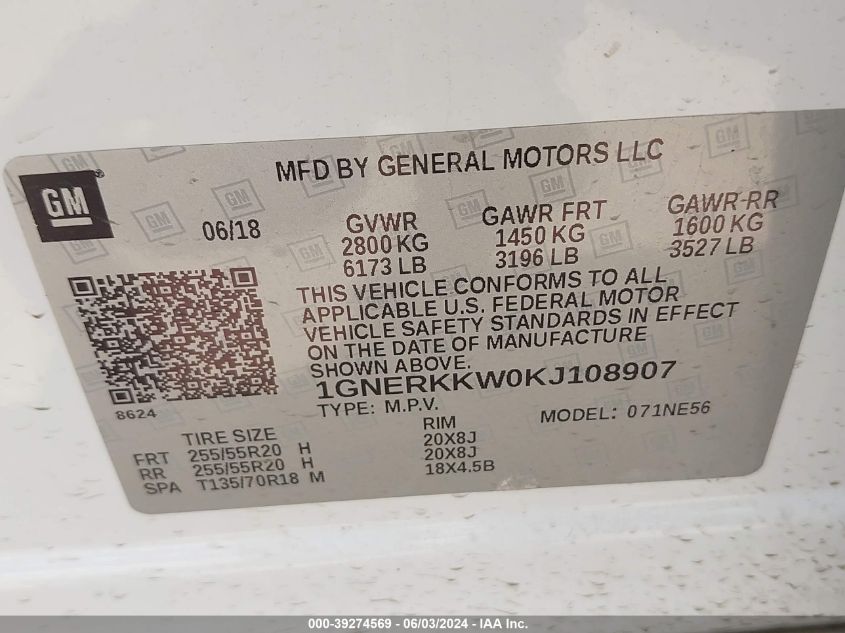 MFD BY GENERAL MOTORS LLC
GM
06/18
GVWR
2800 KG
6173 LB
GAWR FRT
1450 KG
3196 LB
GAWR-RR
1600 KG
3527 LB
THIS VEHICLE CONFORMS TO ALL
APPLICABLE U.S. FEDERAL MOTOR
VEHICLE SAFETY STANDARDS IN EFFECT
ON THE DATE OF MANUFACTURE
SHOWN ABOVE.
1GNERKKW0KJ108907
8624
TYPE: M.P.V.
MODEL: 071NE56
TIRE SIZE RIM
FRT 255/55R20 H 20X8J
RR 255/55R20 H 20X8J
SPA T135/70R18 M 18X4.5B
000-39274569 - 06/03/2024 - IAA Inc.